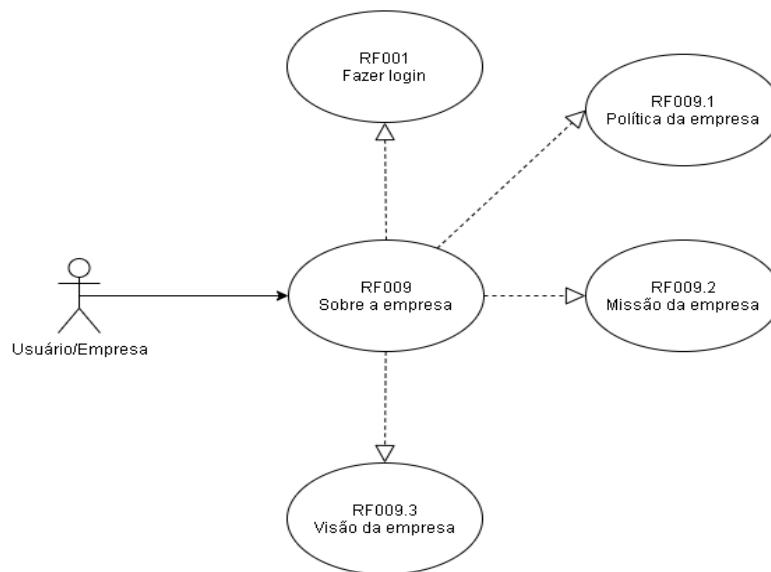 RF001
Fazer login
RF009.1
Política da empresa
RF009
Sobre a empresa
RF009.2
Missão da empresa
Usuário/Empresa
RF009.3
Visão da empresa